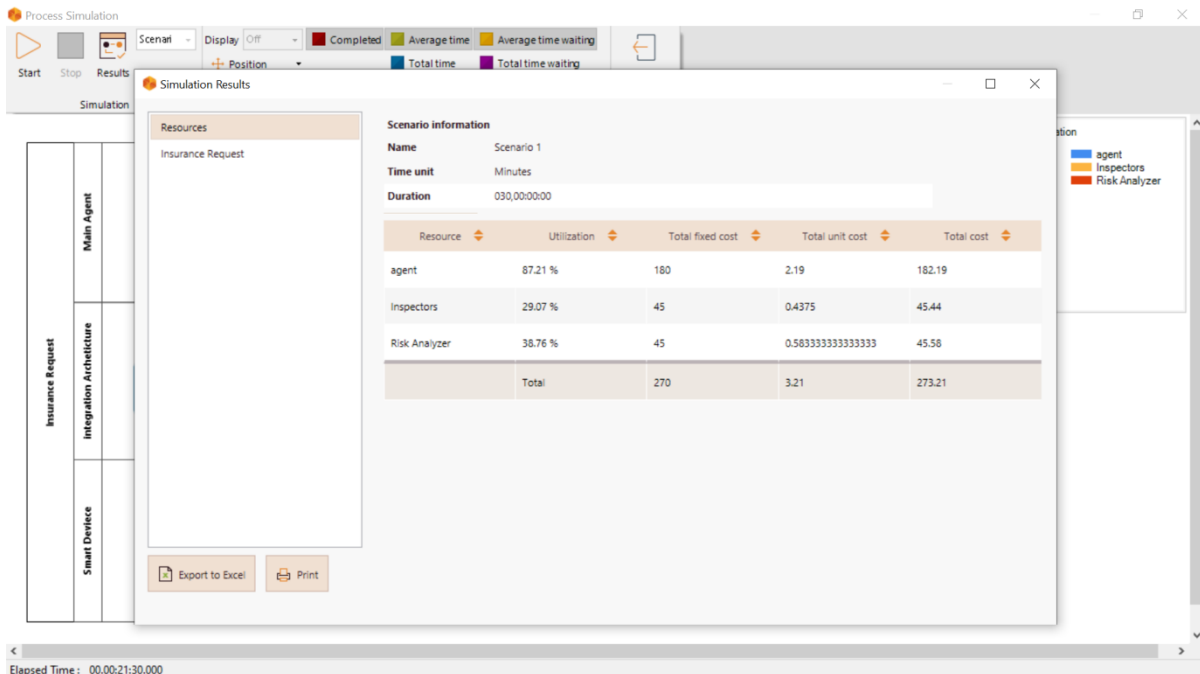 Process Simulation
Start
Stop
Results
Scenari
Display
Off
Position
Completed
Average time
Average time waiting
Total time
Total time waiting
Simulation
Simulation Results
Resources
Insurance Request
Scenario information
Name Scenario 1
Time unit Minutes
Duration 030,00:00:00
Resource Utilization Total fixed cost Total unit cost Total cost
agent 87.21 % 180 2.19 182.19
Inspectors 29.07 % 45 0.4375 45.44
Risk Analyzer 38.76 % 45 0.583333333333333 45.58
Total 270 3.21 273.21
Export to Excel
Print
ation
agent
Inspectors
Risk Analyzer
Insurance Request
Main Agent
Integration Archeticture
Smart Deviece
Elapsed Time : 00,00:21:30,000